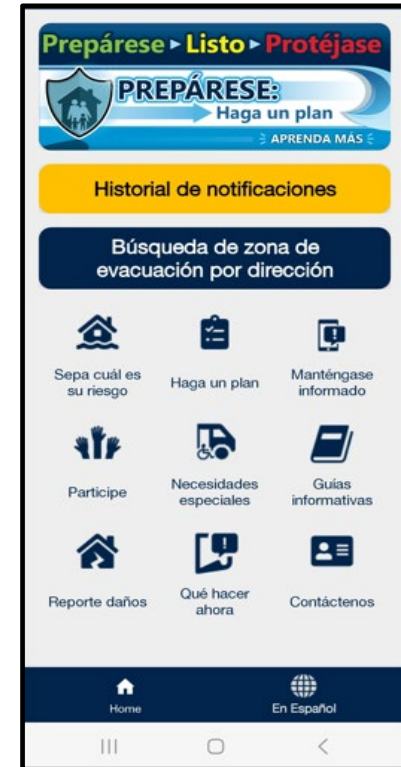 Prepárese ▸ Listo ▸ Protéjase
PREPÁRESE:
Haga un plan
APRENDA MÁS
Historial de notificaciones
Búsqueda de zona de
evacuación por dirección
Sepa cuál es
su riesgo
Haga un plan
Manténgase
informado
Participe
Necesidades
especiales
Guías
informativas
Reporte daños
Qué hacer
ahora
Contáctenos
Home
En Español